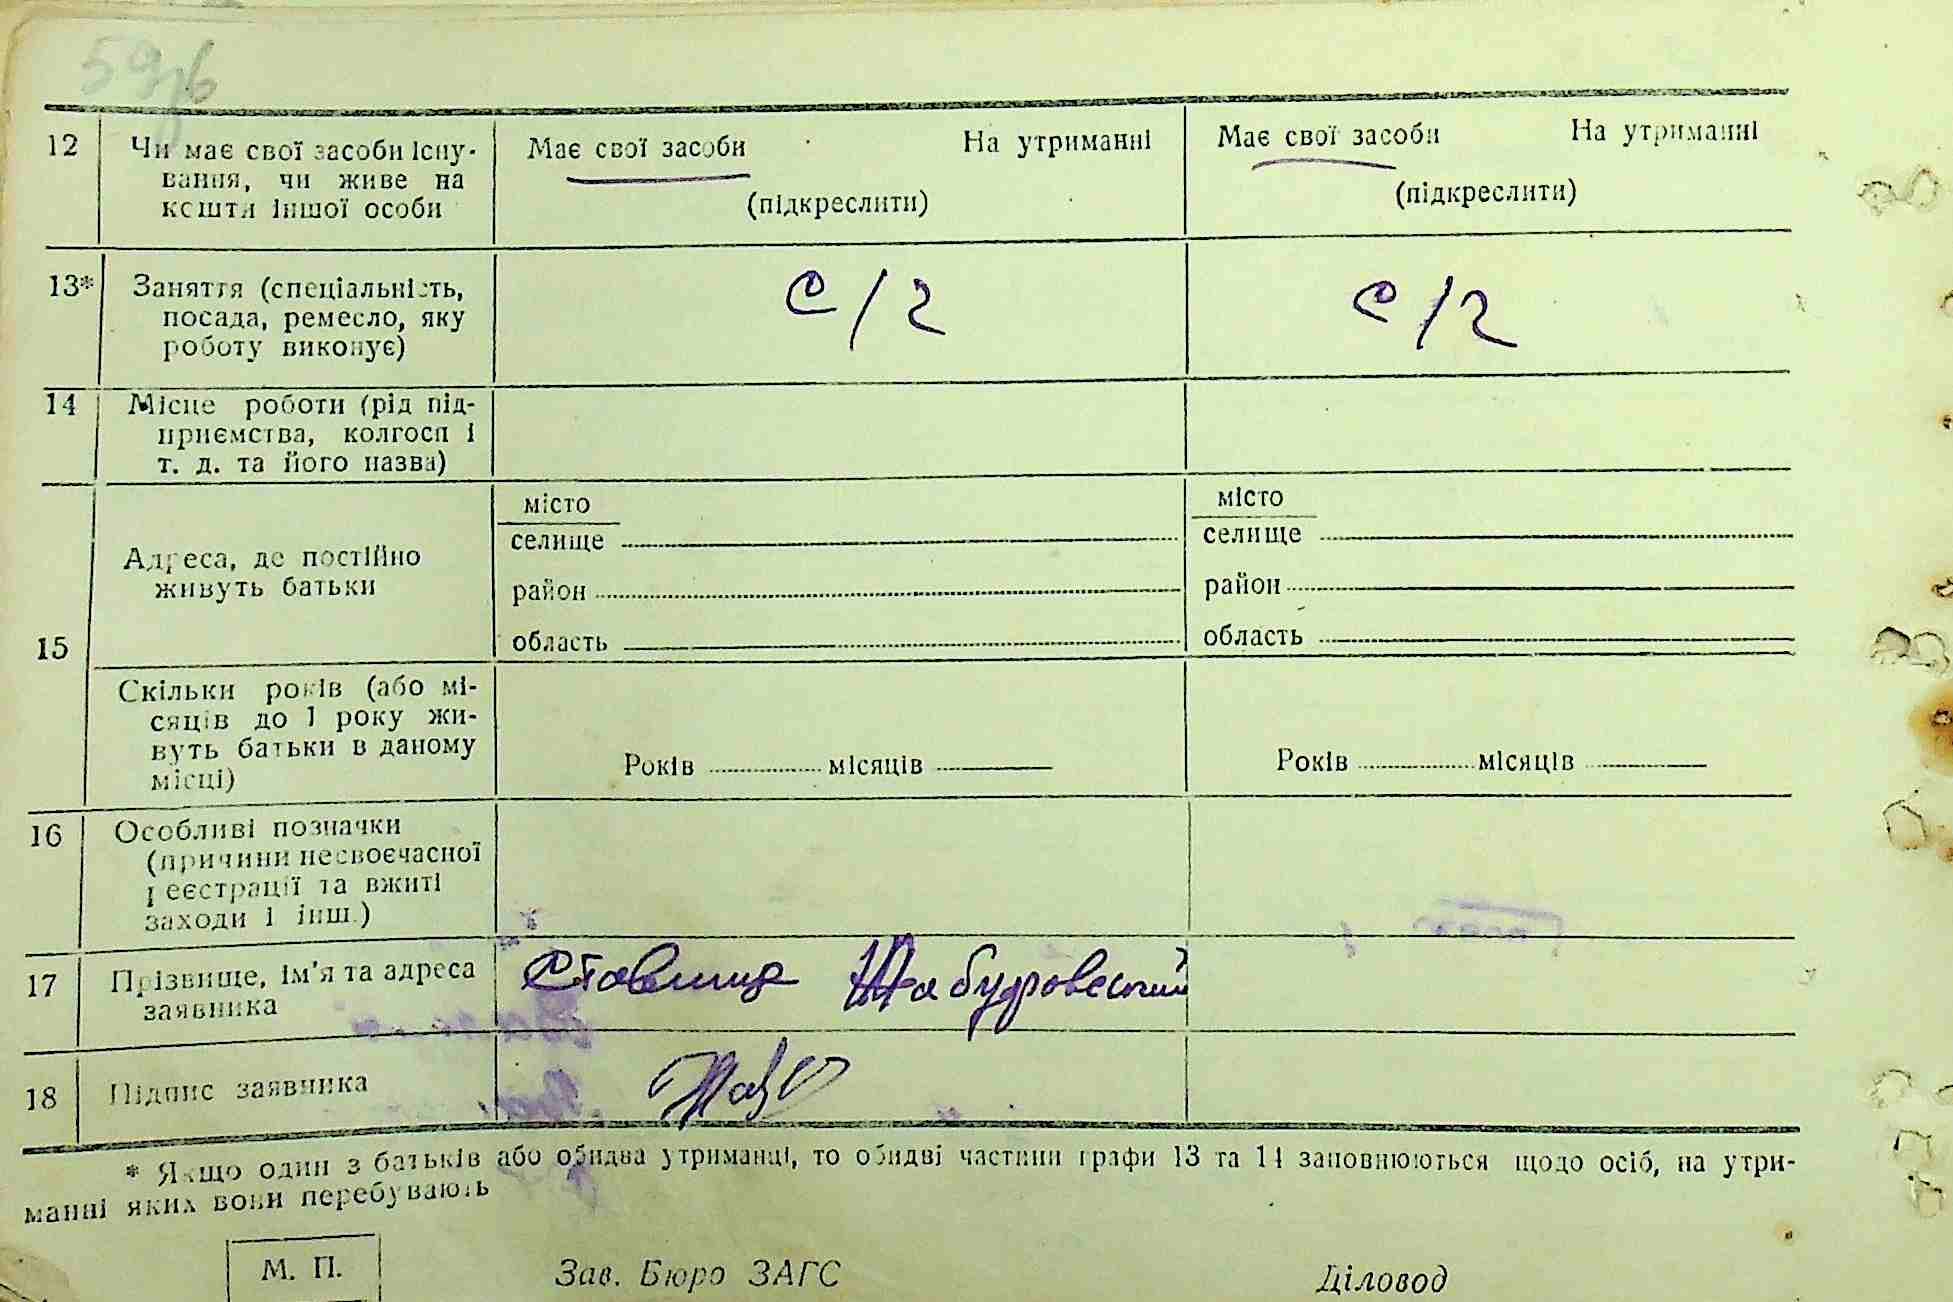 12 Чи має свої засоби існу-
вання, чи живе на
кошти іншої особи
Має свої засоби На утриманні
(підкреслити)
Має свої засоби На утриманні
(підкреслити)
13* Заняття (спеціальність,
посада, ремесло, яку
роботу виконує)
с/г
с/г
14 Місце роботи (рід під-
приємства, колгосп і
т. д. та його назва)
15
Адреса, де постійно
живуть батьки
місто
селище
район
область
місто
селище
район
область
Скільки років (або мі-
сяців до 1 року жи-
вуть батьки в даному
місці)
Років місяців
Років місяців
16 Особливі позначки
(причини несвоєчасної
реєстрації та вжиті
заходи і інш.)
17 Прізвище, ім'я та адреса
заявника
Ставище
18 Підпис заявника
* Якщо один з батьків або обидва утриманці, то обидві частини графи 13 та 14 заповнюються щодо осіб, на утри-
манні яких вони перебувають
М. П.
Зав. Бюро ЗАГС
Діловод